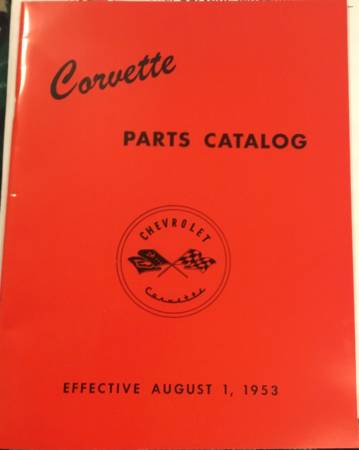 Corvette
PARTS CATALOG
CHEVROLET
Corvette
EFFECTIVE AUGUST 1, 1953